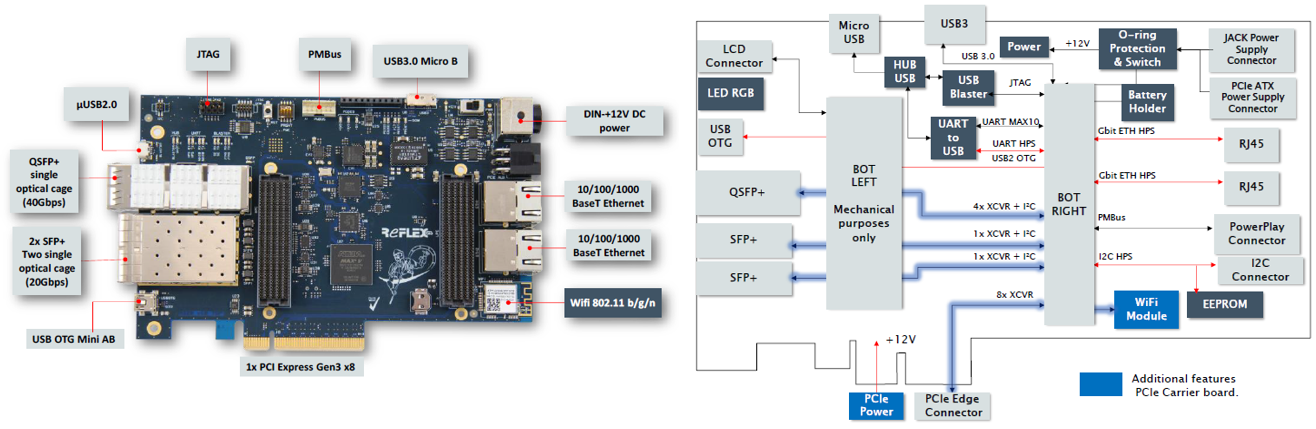 JTAG
PMBus
USB3.0 Micro B
µUSB2.0
DIN-+12V DC
power
QSFP+
single
optical cage
(40Gbps)
10/100/1000
BaseT Ethernet
2x SFP+
Two single
optical cage
(20Gbps)
10/100/1000
BaseT Ethernet
REFLEX
Wifi 802.11 b/g/n
USB OTG Mini AB
1x PCI Express Gen3 x8
Micro
USB
USB3
LCD
Connector
LED RGB
USB
OTG
QSFP+
SFP+
SFP+
HUB
USB
USB
Blaster
UART
to
USB
Power
+12V
O-ring
Protection
& Switch
JACK Power
Supply
Connector
PCIe ATX
Power Supply
Connector
Battery
Holder
USB 3.0
JTAG
UART MAX10
UART HPS
USB2 OTG
BOT
LEFT
Mechanical
purposes
only
BOT
RIGHT
4x XCVR + I²C
1x XCVR + I²C
1x XCVR + I²C
8x XCVR
Gbit ETH HPS
RJ45
Gbit ETH HPS
RJ45
PMBus
PowerPlay
Connector
I2C HPS
I2C
Connector
EEPROM
WiFi
Module
+12V
PCIe
Power
PCIe Edge
Connector
Additional features
PCIe Carrier board.